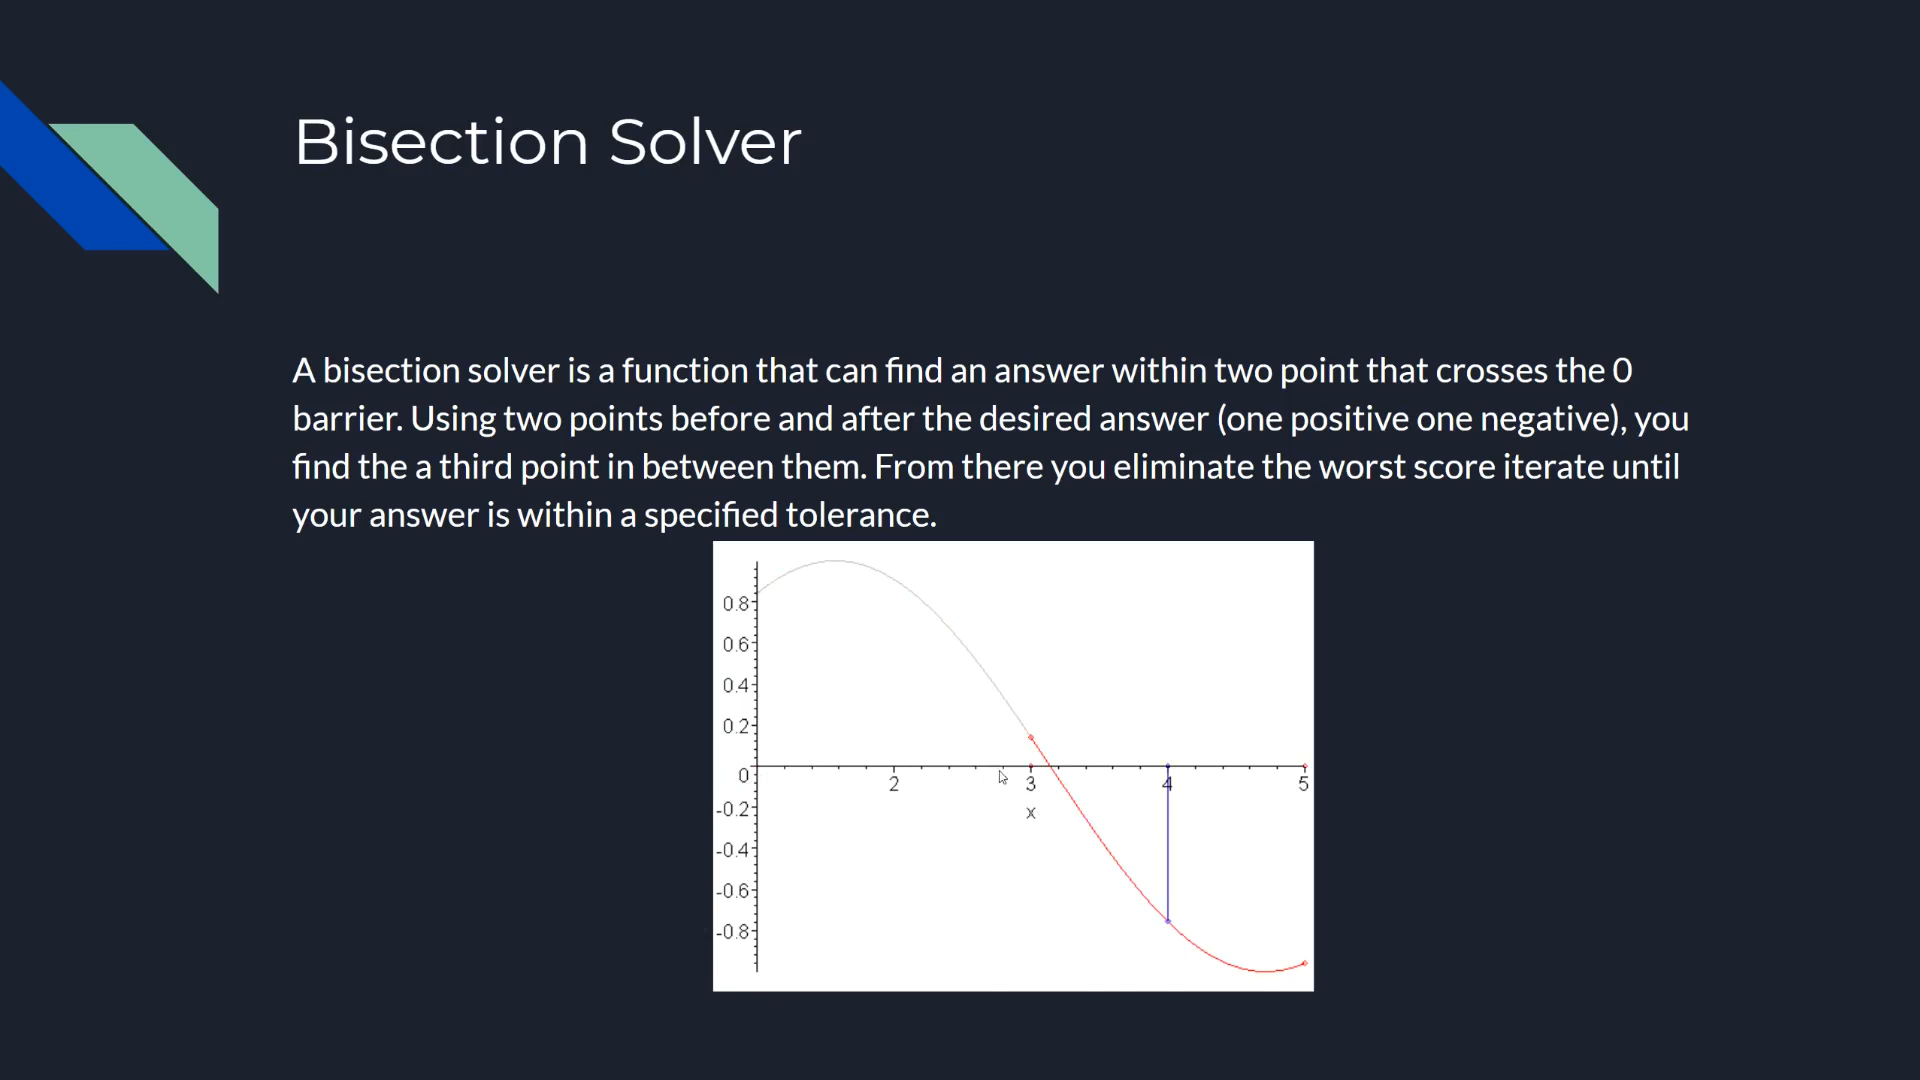 Bisection Solver
A bisection solver is a function that can find an answer within two point that crosses the 0
barrier. Using two points before and after the desired answer (one positive one negative), you
find the a third point in between them. From there you eliminate the worst score iterate until
your answer is within a specified tolerance.
0.8
0.6
0.4
0.2
0
2 3 4 5
x
-0.2
-0.4
-0.6
-0.8